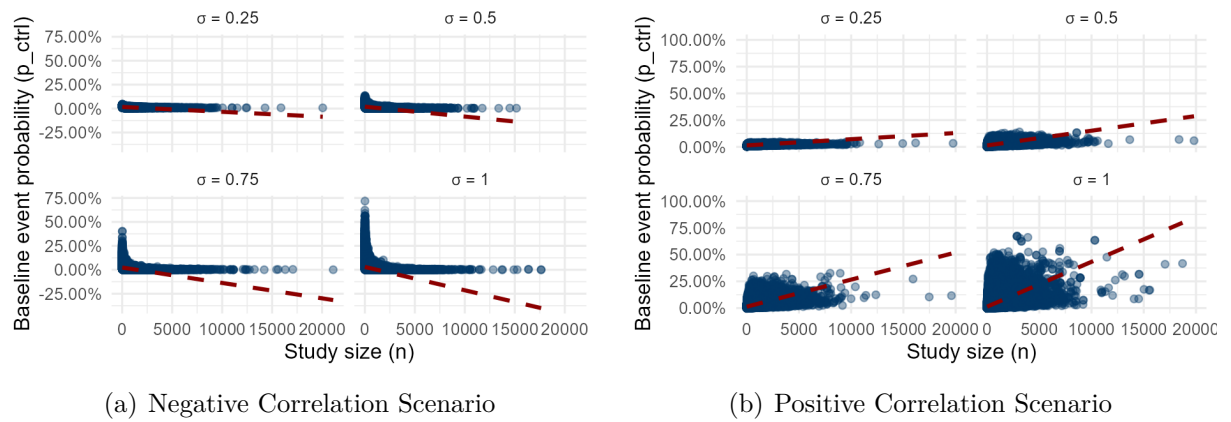 σ = 0.25
σ = 0.5
75.00%
50.00%
25.00%
0.00%
-25.00%
σ = 0.75
σ = 1
75.00%
50.00%
25.00%
0.00%
-25.00%
0 5000 10000 15000 20000 0 5000 10000 15000 20000
Study size (n)
Baseline event probability (p_ctrl)
(a) Negative Correlation Scenario
σ = 0.25
σ = 0.5
100.00%
75.00%
50.00%
25.00%
0.00%
σ = 0.75
σ = 1
100.00%
75.00%
50.00%
25.00%
0.00%
0 5000 10000 15000 20000 0 5000 10000 15000 20000
Study size (n)
Baseline event probability (p_ctrl)
(b) Positive Correlation Scenario